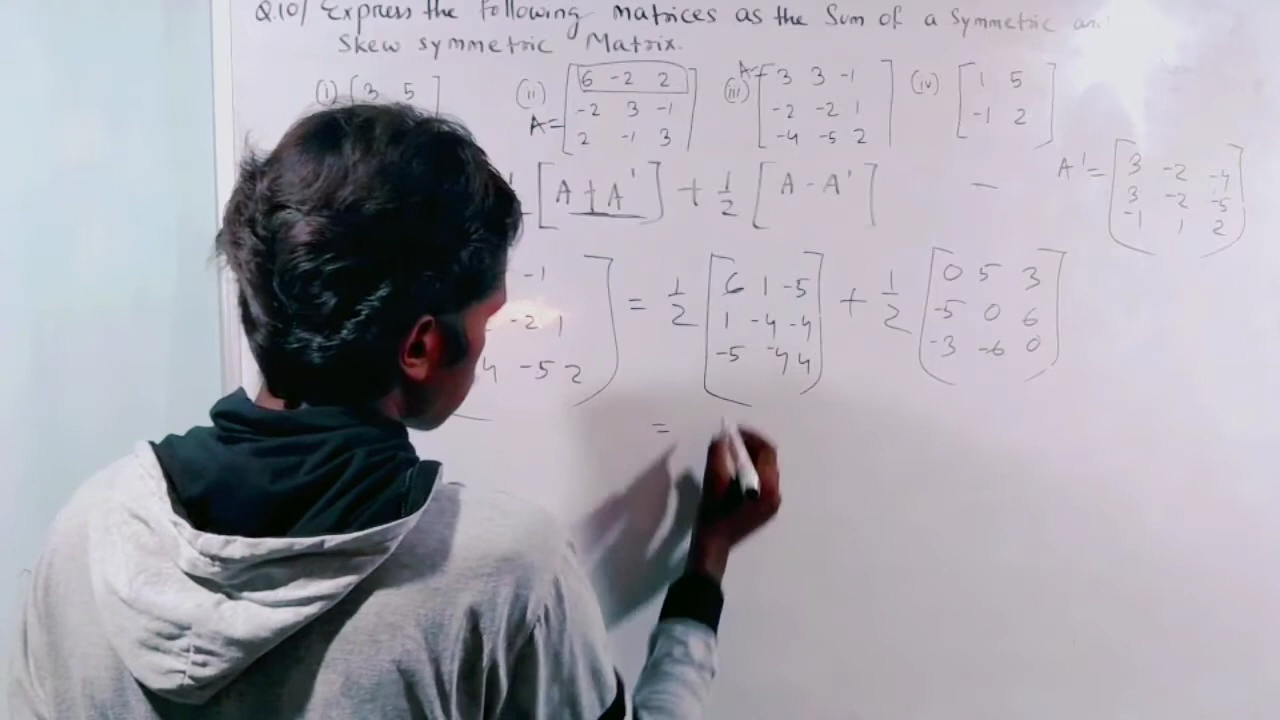 Q.10/ Express the following matrices as the Sum of a Symmetric an
Skew symmetric Matrix.
(i) [3 5 ] (ii) A= [6 -2 2 (iii) A= [3 3 -1 (iv) [1 5
-2 3 -1 -2 -2 1 -1 2]
2 -1 3] -4 -5 2]
[A + A'] + 1/2 [A - A'] — A' = [3 -2 -4
3 -2 -5
-1 1 2]
-1 = 1/2 [6 1 -5 + 1/2 [0 5 3
-2 1 1 -4 -4 -5 0 6
4 -5 2] -5 -4 4] -3 -6 0]
=